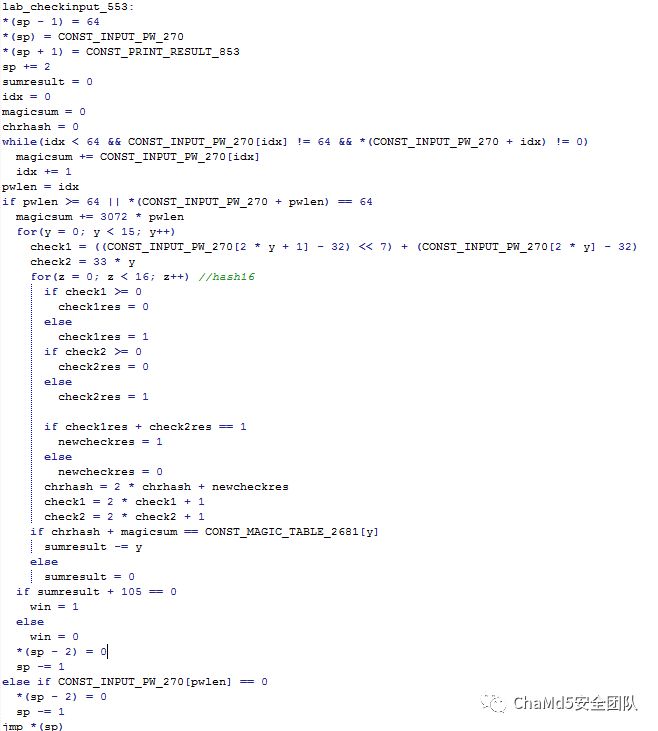 lab_checkinput_553:
*(sp - 1) = 64
*(sp) = CONST_INPUT_PW_270
*(sp + 1) = CONST_PRINT_RESULT_853
sp += 2
sumresult = 0
idx = 0
magicsum = 0
chrhash = 0
while(idx < 64 && CONST_INPUT_PW_270[idx] != 64 && *(CONST_INPUT_PW_270 + idx) != 0)
  magicsum += CONST_INPUT_PW_270[idx]
  idx += 1
pwlen = idx
if pwlen >= 64 || *(CONST_INPUT_PW_270 + pwlen) == 64
  magicsum += 3072 * pwlen
  for(y = 0; y < 15; y++)
    check1 = ((CONST_INPUT_PW_270[2 * y + 1] - 32) << 7) + (CONST_INPUT_PW_270[2 * y] - 32)
    check2 = 33 * y
    for(z = 0; z < 16; z++) //hash16
      if check1 >= 0
        check1res = 0
      else
        check1res = 1
      if check2 >= 0
        check2res = 0
      else
        check2res = 1
      if check1res + check2res == 1
        newcheckres = 1
      else
        newcheckres = 0
      chrhash = 2 * chrhash + newcheckres
      check1 = 2 * check1 + 1
      check2 = 2 * check2 + 1
    if chrhash + magicsum == CONST_MAGIC_TABLE_2681[y]
      sumresult -= y
    else
      sumresult = 0
  if sumresult + 105 == 0
    win = 1
  else
    win = 0
  *(sp - 2) = 0
  sp -= 1
else if CONST_INPUT_PW_270[pwlen] == 0
  *(sp - 2) = 0
  sp -= 1
jmp *(sp)
ChaMd5安全团队